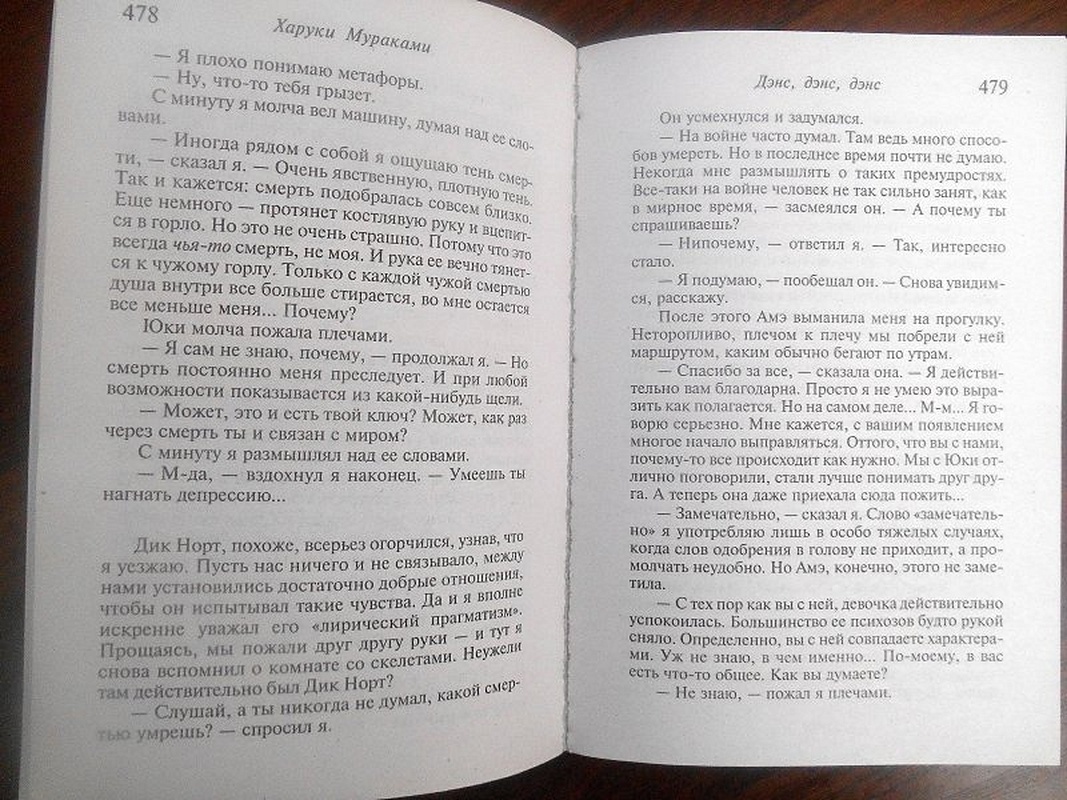 478
Харуки Мураками
— Я плохо понимаю метафоры.
— Ну, что-то тебя грызет.
С минуту я молча вел машину, думая над ее сло-
вами.
— Иногда рядом с собой я ощущаю тень смер-
ти, — сказал я. — Очень явственную, плотную тень.
Так и кажется: смерть подобралась совсем близко.
Еще немного — протянет костлявую руку и вцепит-
ся в горло. Но это не очень страшно. Потому что это
всегда чья-то смерть, не моя. И рука ее вечно тянет-
ся к чужому горлу. Только с каждой чужой смертью
душа внутри все больше стирается, во мне остается
все меньше меня... Почему?
Юки молча пожала плечами.
— Я сам не знаю, почему, — продолжал я. — Но
смерть постоянно меня преследует. И при любой
возможности показывается из какой-нибудь щели.
— Может, это и есть твой ключ? Может, как раз
через смерть ты и связан с миром?
С минуту я размышлял над ее словами.
— М-да, — вздохнул я наконец. — Умеешь ты
нагнать депрессию...
Дик Норт, похоже, всерьез огорчился, узнав, что
я уезжаю. Пусть нас ничего и не связывало, между
нами установились достаточно добрые отношения,
чтобы он испытывал такие чувства. Да и я вполне
искренне уважал его «лирический прагматизм».
Прощаясь, мы пожали друг другу руки — и тут я
снова вспомнил о комнате со скелетами. Неужели
там действительно был Дик Норт?
— Слушай, а ты никогда не думал, какой смер-
тью умрешь? — спросил я.
Дэнс, дэнс, дэнс
479
Он усмехнулся и задумался.
— На войне часто думал. Там ведь много спосо-
бов умереть. Но в последнее время почти не думаю.
Некогда мне размышлять о таких премудростях.
Все-таки на войне человек не так сильно занят, как
в мирное время, — засмеялся он. — А почему ты
спрашиваешь?
— Нипочему, — ответил я. — Так, интересно
стало.
— Я подумаю, — пообещал он. — Снова увидим-
ся, расскажу.
После этого Амэ выманила меня на прогулку.
Неторопливо, плечом к плечу мы побрели с ней
маршрутом, каким обычно бегают по утрам.
— Спасибо за все, — сказала она. — Я действи-
тельно вам благодарна. Просто я не умею это выра-
зить как полагается. Но на самом деле... М-м... Я го-
ворю серьезно. Мне кажется, с вашим появлением
многое начало выправляться. Оттого, что вы с нами,
почему-то все происходит как нужно. Мы с Юки от-
лично поговорили, стали лучше понимать друг дру-
га. А теперь она даже приехала сюда пожить...
— Замечательно, — сказал я. Слово «замечатель-
но» я употребляю лишь в особо тяжелых случаях,
когда слов одобрения в голову не приходит, а про-
молчать неудобно. Но Амэ, конечно, этого не заме-
тила.
— С тех пор как вы с ней, девочка действительно
успокоилась. Большинство ее психозов будто рукой
сняло. Определенно, вы с ней совпадаете характера-
ми. Уж не знаю, в чем именно... По-моему, в вас
есть что-то общее. Как вы думаете?
— Не знаю, — пожал я плечами.